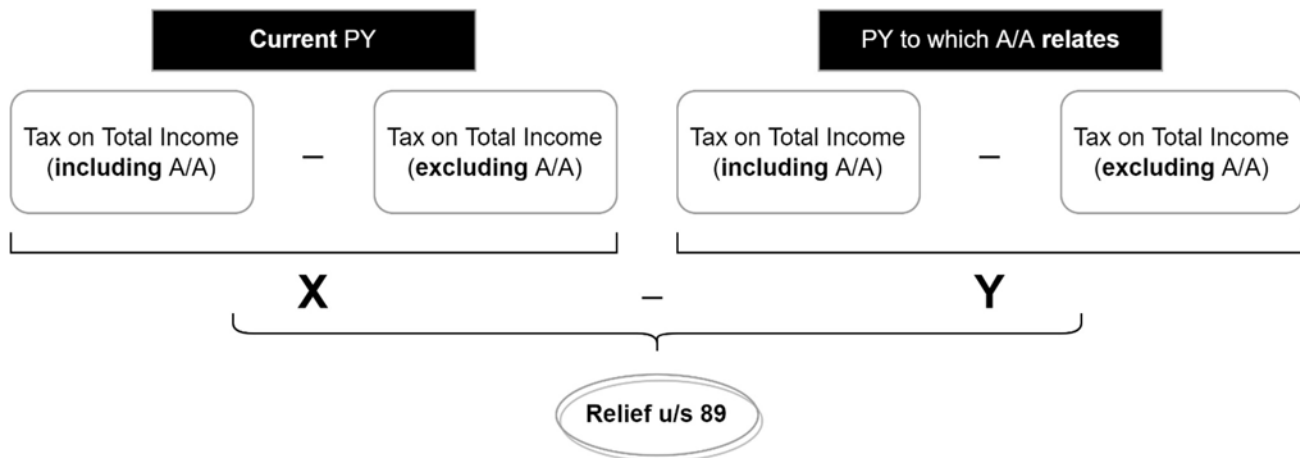 Current PY
PY to which A/A relates
Tax on Total Income
(including A/A)
–
Tax on Total Income
(excluding A/A)
Tax on Total Income
(including A/A)
–
Tax on Total Income
(excluding A/A)
X
–
Y
Relief u/s 89